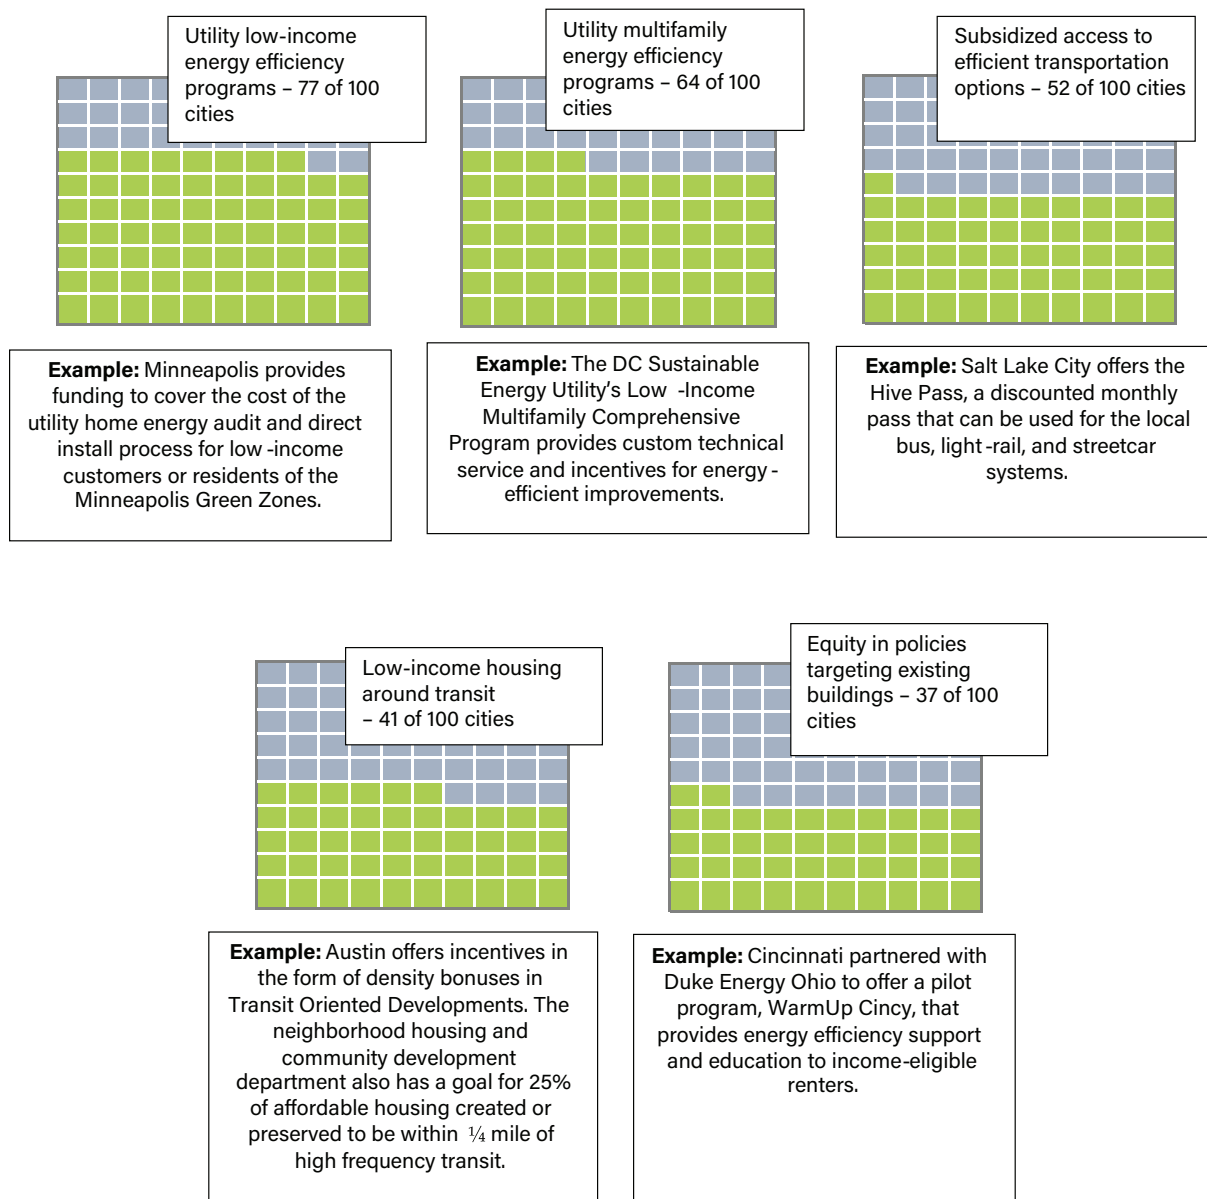 Utility low-income
energy efficiency
programs – 77 of 100
cities
Utility multifamily
energy efficiency
programs – 64 of 100
cities
Subsidized access to
efficient transportation
options – 52 of 100 cities
Example: Minneapolis provides
funding to cover the cost of the
utility home energy audit and direct
install process for low -income
customers or residents of the
Minneapolis Green Zones.
Example: The DC Sustainable
Energy Utility's Low -Income
Multifamily Comprehensive
Program provides custom technical
service and incentives for energy -
efficient improvements.
Example: Salt Lake City offers the
Hive Pass, a discounted monthly
pass that can be used for the local
bus, light -rail, and streetcar
systems.
Low-income housing
around transit
– 41 of 100 cities
Equity in policies
targeting existing
buildings – 37 of 100
cities
Example: Austin offers incentives in
the form of density bonuses in
Transit Oriented Developments. The
neighborhood housing and
community development
department also has a goal for 25%
of affordable housing created or
preserved to be within ¼ mile of
high frequency transit.
Example: Cincinnati partnered with
Duke Energy Ohio to offer a pilot
program, WarmUp Cincy, that
provides energy efficiency support
and education to income-eligible
renters.